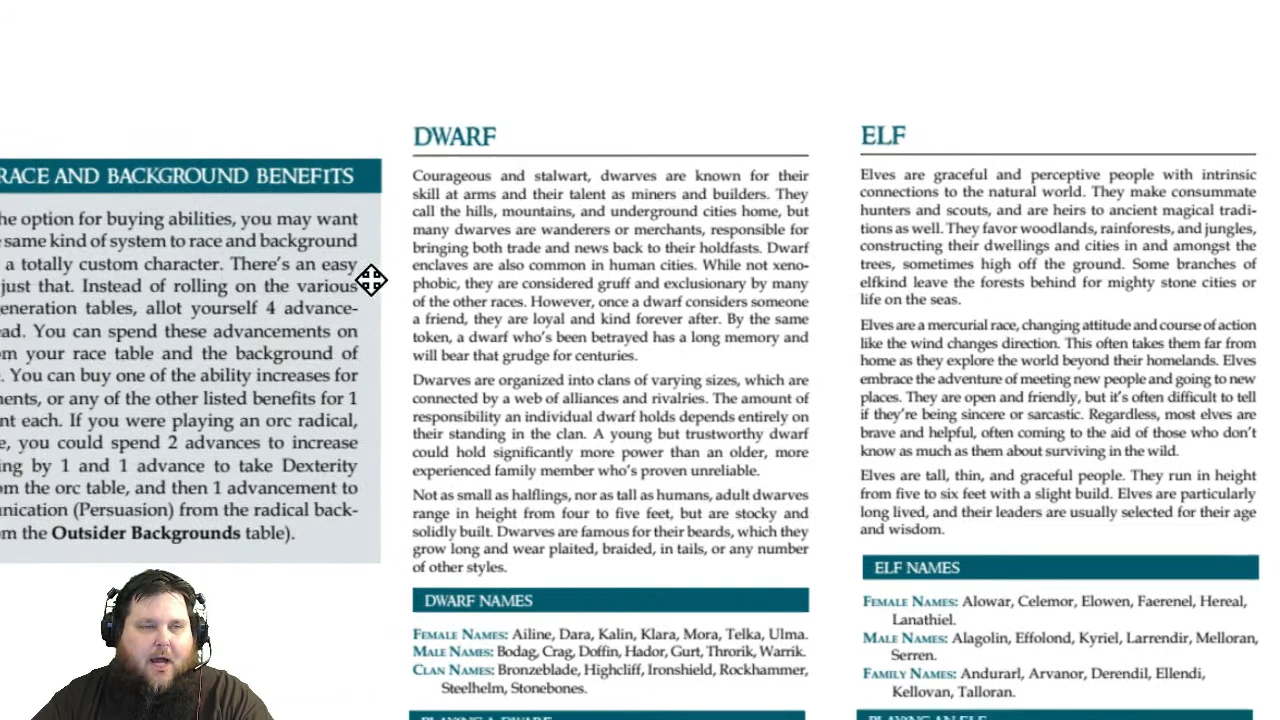 RACE AND BACKGROUND BENEFITS
he option for buying abilities, you may want
same kind of system to race and background
a totally custom character. There's an easy
just that. Instead of rolling on the various
eneration tables, allot yourself 4 advance-
ead. You can spend these advancements on
om your race table and the background of
. You can buy one of the ability increases for
ments, or any of the other listed benefits for 1
nt each. If you were playing an orc radical,
e, you could spend 2 advances to increase
ing by 1 and 1 advance to take Dexterity
om the orc table, and then 1 advancement to
unication (Persuasion) from the radical back-
om the Outsider Backgrounds table).
DWARF
Courageous and stalwart, dwarves are known for their
skill at arms and their talent as miners and builders. They
call the hills, mountains, and underground cities home, but
many dwarves are wanderers or merchants, responsible for
bringing both trade and news back to their holdfasts. Dwarf
enclaves are also common in human cities. While not xeno-
phobic, they are considered gruff and exclusionary by many
of the other races. However, once a dwarf considers someone
a friend, they are loyal and kind forever after. By the same
token, a dwarf who's been betrayed has a long memory and
will bear that grudge for centuries.
Dwarves are organized into clans of varying sizes, which are
connected by a web of alliances and rivalries. The amount of
responsibility an individual dwarf holds depends entirely on
their standing in the clan. A young but trustworthy dwarf
could hold significantly more power than an older, more
experienced family member who's proven unreliable.
Not as small as halflings, nor as tall as humans, adult dwarves
range in height from four to five feet, but are stocky and
solidly built. Dwarves are famous for their beards, which they
grow long and wear plaited, braided, in tails, or any number
of other styles.
DWARF NAMES
FEMALE NAMES: Ailine, Dara, Kalin, Klara, Mora, Telka, Ulma.
MALE NAMES: Bodag, Crag, Doffin, Hador, Gurt, Throrik, Warrik.
CLAN NAMES: Bronzeblade, Highcliff, Ironshield, Rockhammer,
Steelhelm, Stonebones.
PLAYING A DWARF
ELF
Elves are graceful and perceptive people with intrinsic
connections to the natural world. They make consummate
hunters and scouts, and are heirs to ancient magical tradi-
tions as well. They favor woodlands, rainforests, and jungles,
constructing their dwellings and cities in and amongst the
trees, sometimes high off the ground. Some branches of
elfkind leave the forests behind for mighty stone cities or
life on the seas.
Elves are a mercurial race, changing attitude and course of action
like the wind changes direction. This often takes them far from
home as they explore the world beyond their homelands. Elves
embrace the adventure of meeting new people and going to new
places. They are open and friendly, but it's often difficult to tell
if they're being sincere or sarcastic. Regardless, most elves are
brave and helpful, often coming to the aid of those who don't
know as much as them about surviving in the wild.
Elves are tall, thin, and graceful people. They run in height
from five to six feet with a slight build. Elves are particularly
long lived, and their leaders are usually selected for their age
and wisdom.
ELF NAMES
FEMALE NAMES: Alowar, Celemor, Elowen, Faerenel, Hereal,
Lanathiel.
MALE NAMES: Alagolin, Effolond, Kyriel, Larrendir, Melloran,
Serren.
FAMILY NAMES: Andurarl, Arvanor, Derendil, Ellendi,
Kellovan, Talloran.
PLAYING AN ELF